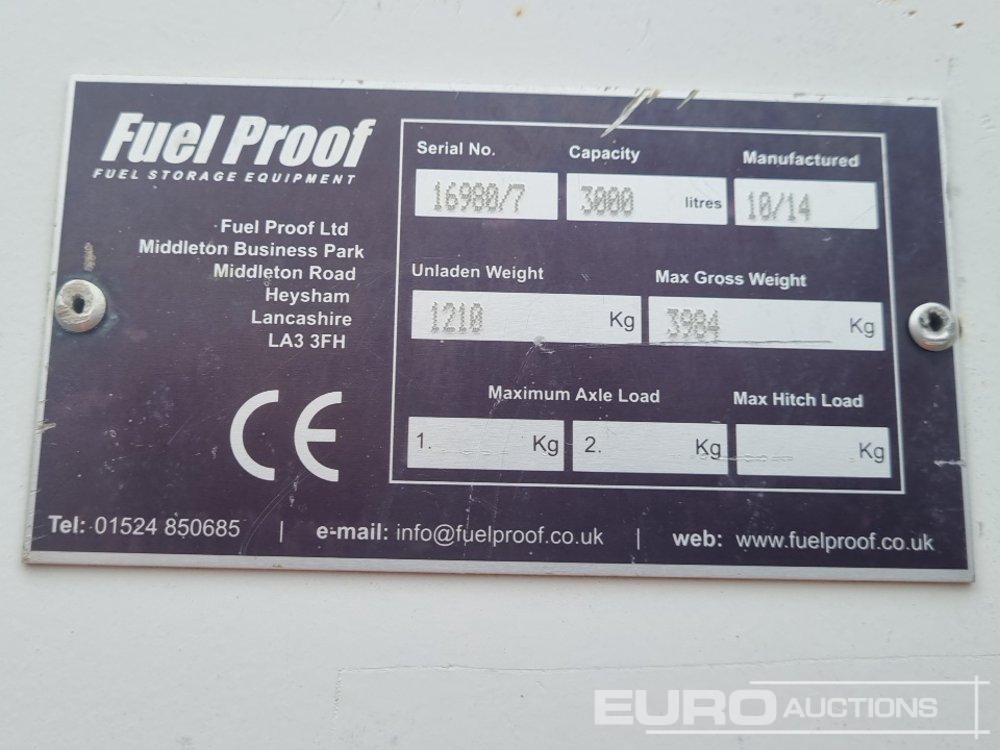 Fuel Proof
FUEL STORAGE EQUIPMENT
Fuel Proof Ltd
Middleton Business Park
Middleton Road
Heysham
Lancashire
LA3 3FH
CE
Serial No. Capacity Manufactured
16980/7 3000 litres 10/14
Unladen Weight Max Gross Weight
1210 Kg 3984 Kg
Maximum Axle Load Max Hitch Load
1. Kg 2. Kg Kg
Tel: 01524 850685 | e-mail: info@fuelproof.co.uk | web: www.fuelproof.co.uk
EURO AUCTIONS